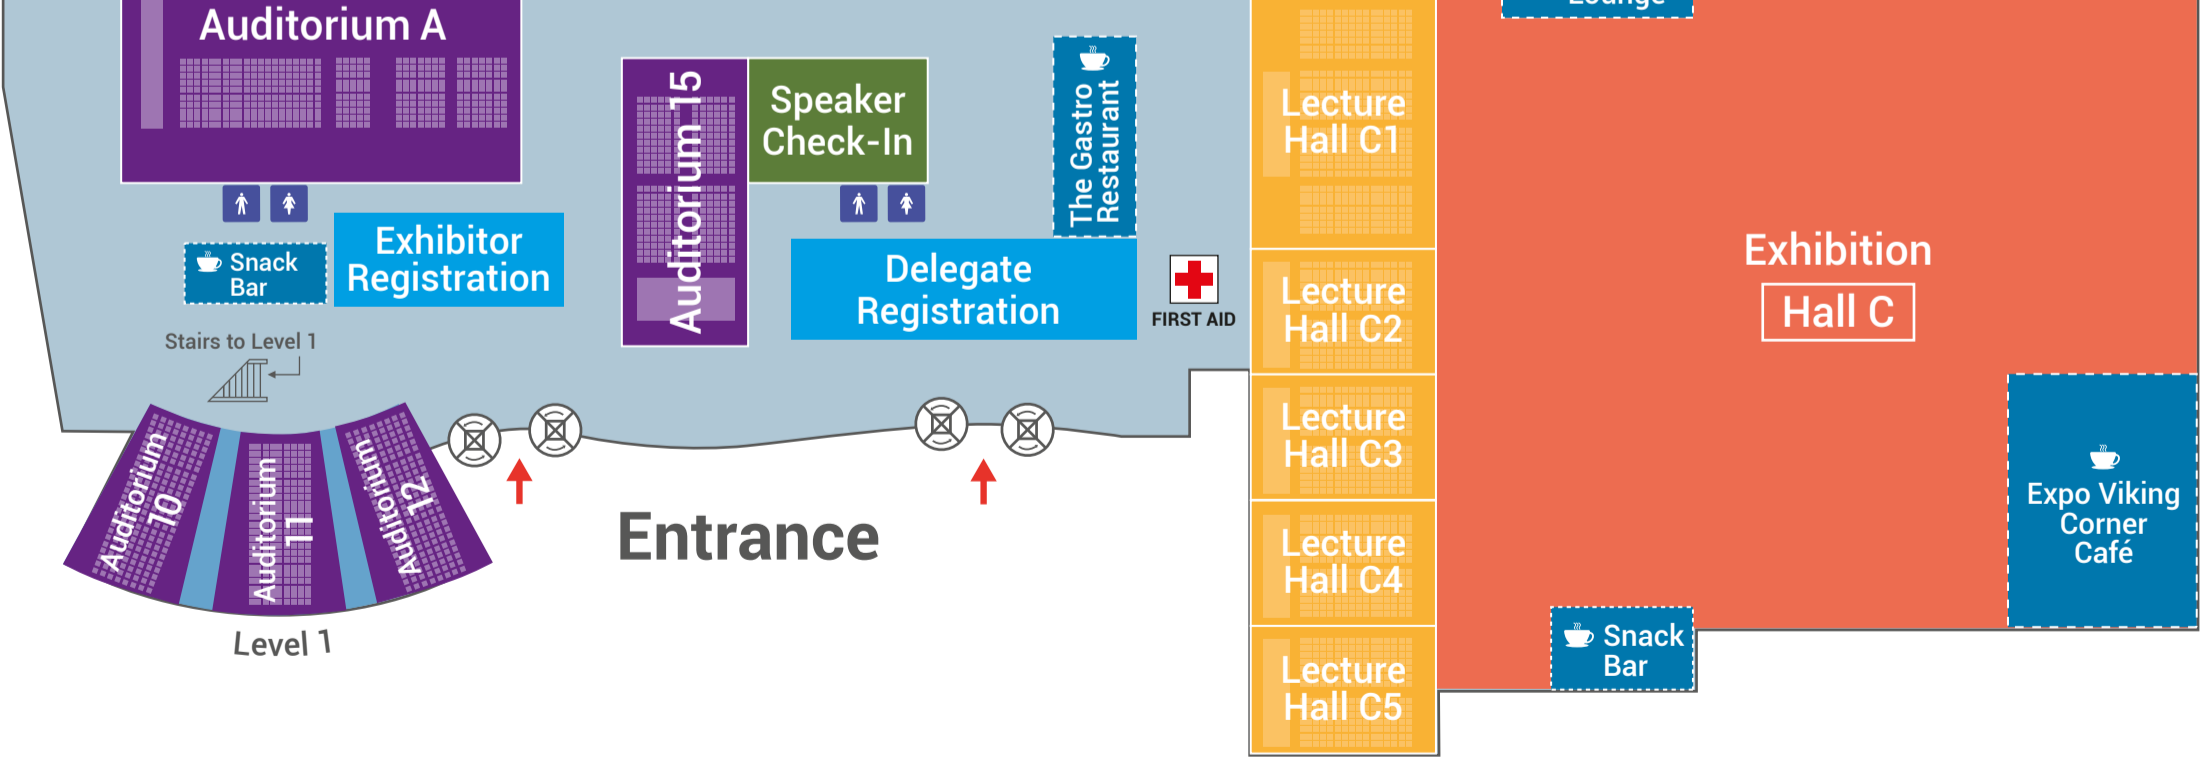 Auditorium A
Lounge
Auditorium 15
Speaker
Check-In
The Gastro
Restaurant
Lecture
Hall C1
Exhibitor
Registration
Snack
Bar
Delegate
Registration
FIRST AID
Lecture
Hall C2
Exhibition
Hall C
Stairs to Level 1
Auditorium
10
Auditorium
11
Auditorium
12
Level 1
Entrance
Lecture
Hall C3
Lecture
Hall C4
Lecture
Hall C5
Expo Viking
Corner
Café
Snack
Bar